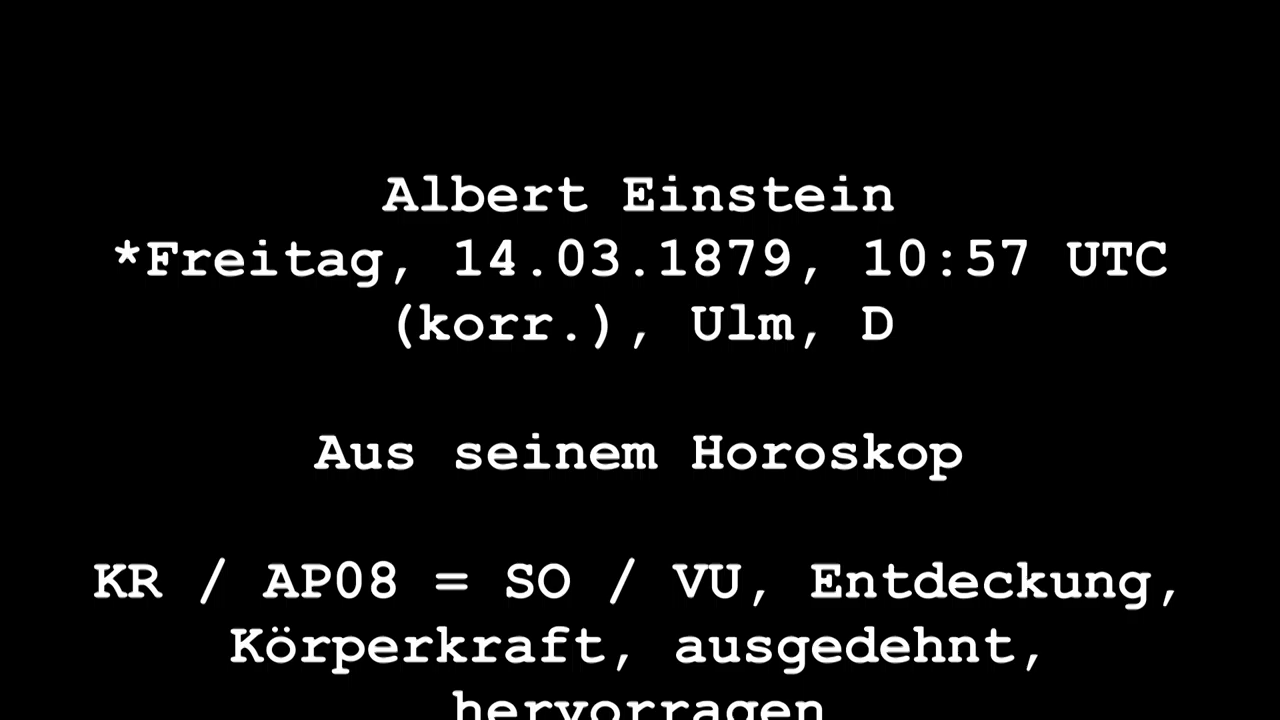 Albert Einstein
*Freitag, 14.03.1879, 10:57 UTC
(korr.), Ulm, D
Aus seinem Horoskop
KR / AP08 = SO / VU, Entdeckung,
Körperkraft, ausgedehnt,
hervorragen